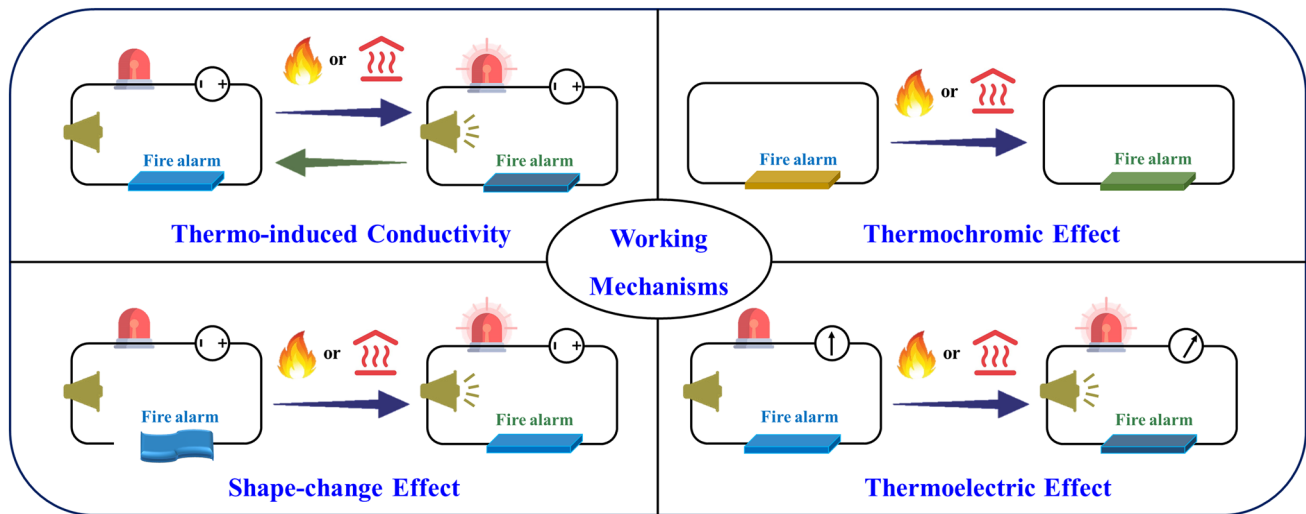 or
Fire alarm
Fire alarm
Thermo-induced Conductivity
or
Fire alarm
Fire alarm
Thermochromic Effect
Working
Mechanisms
or
Fire alarm
Fire alarm
Shape-change Effect
or
Fire alarm
Fire alarm
Thermoelectric Effect